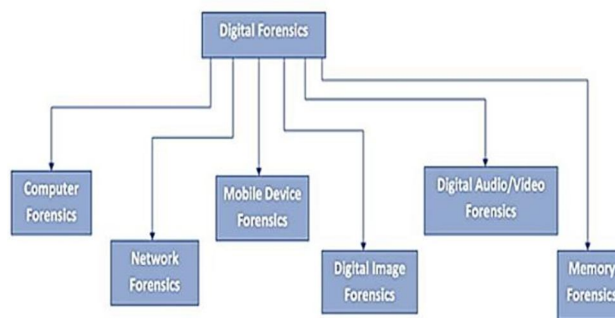 Digital Forensics
Computer
Forensics
Network
Forensics
Mobile Device
Forensics
Digital Image
Forensics
Digital Audio/Video
Forensics
Memory
Forensics